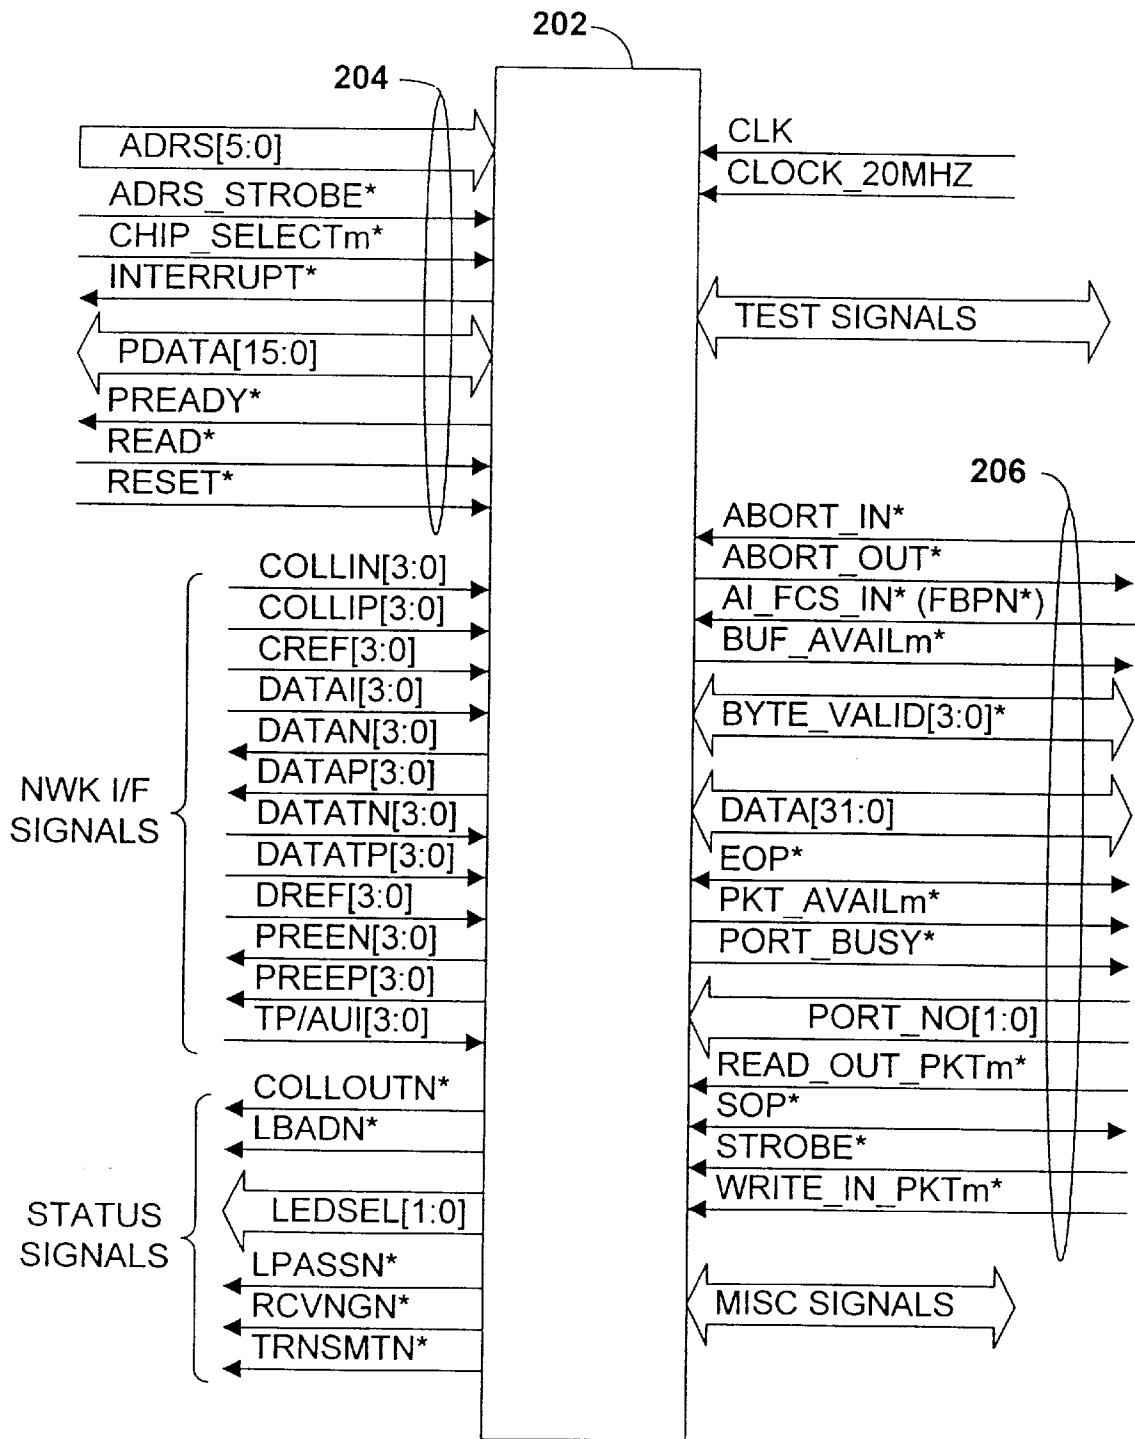 202
204
ADRS[5:0]
ADRS_STROBE*
CHIP_SELECTm*
INTERRUPT*
PDATA[15:0]
PREADY*
READ*
RESET*
COLLIN[3:0]
COLLIP[3:0]
CREF[3:0]
DATAI[3:0]
DATAN[3:0]
DATAP[3:0]
DATATN[3:0]
DATATP[3:0]
DREF[3:0]
PREEN[3:0]
PREEP[3:0]
TP/AUI[3:0]
NWK I/F
SIGNALS
COLLOUTN*
LBADN*
LEDSEL[1:0]
LPASSN*
RCVNGN*
TRNSMTN*
STATUS
SIGNALS
CLK
CLOCK_20MHZ
TEST SIGNALS
206
ABORT_IN*
ABORT_OUT*
AI_FCS_IN* (FBPN*)
BUF_AVAILm*
BYTE_VALID[3:0]*
DATA[31:0]
EOP*
PKT_AVAILm*
PORT_BUSY*
PORT_NO[1:0]
READ_OUT_PKTm*
SOP*
STROBE*
WRITE_IN_PKTm*
MISC SIGNALS